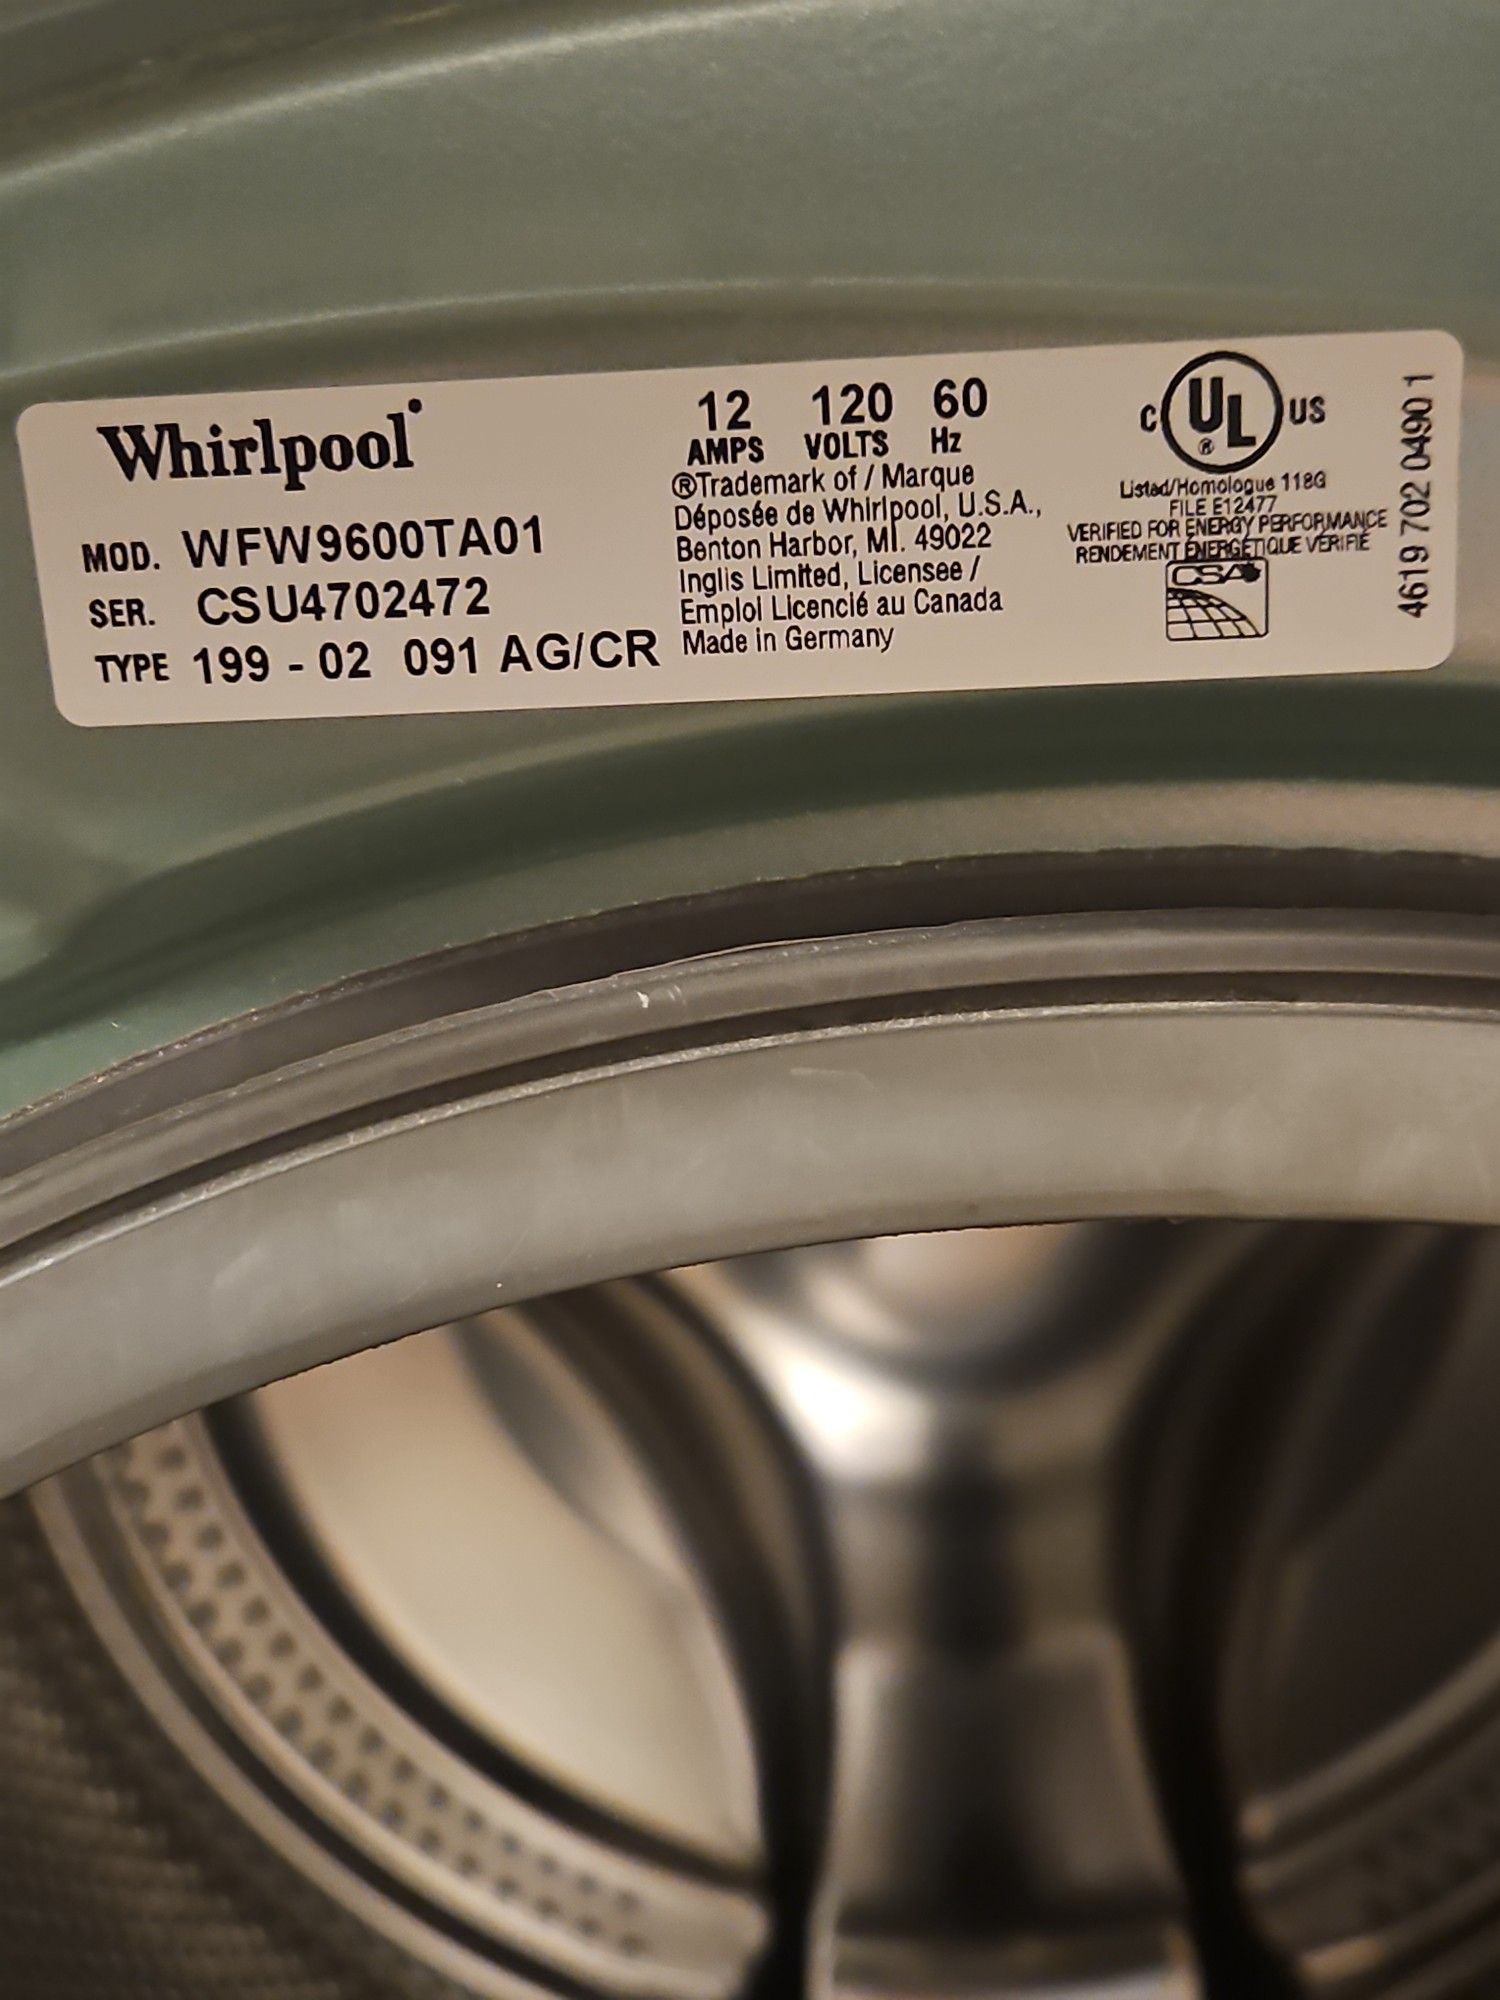 Whirlpool
MOD. WFW9600TA01
SER. CSU4702472
TYPE 199 - 02 091 AG/CR
12 120 60
AMPS VOLTS Hz
®Trademark of / Marque
Déposée de Whirlpool, U.S.A.,
Benton Harbor, MI. 49022
Inglis Limited, Licensee /
Emploi Licencié au Canada
Made in Germany
C UL ® US
Listed/Homologue 118G
FILE E12477
VERIFIED FOR ENERGY PERFORMANCE
RENDEMENT ÉNERGÉTIQUE VÉRIFIÉ
CSA
4619 702 0490 1